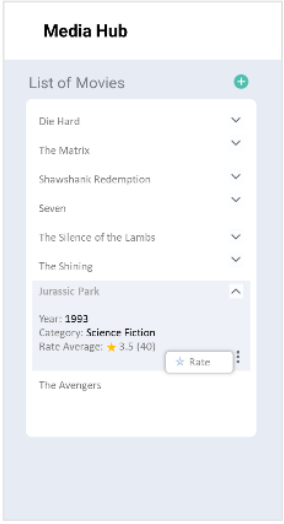 Media Hub
List of Movies
Die Hard
The Matrix
Shawshank Redemption
Seven
The Silence of the Lambs
The Shining
Jurassic Park
Year: 1993
Category: Science Fiction
Rate Average: ★ 3.5 (40)
☆ Rate
The Avengers